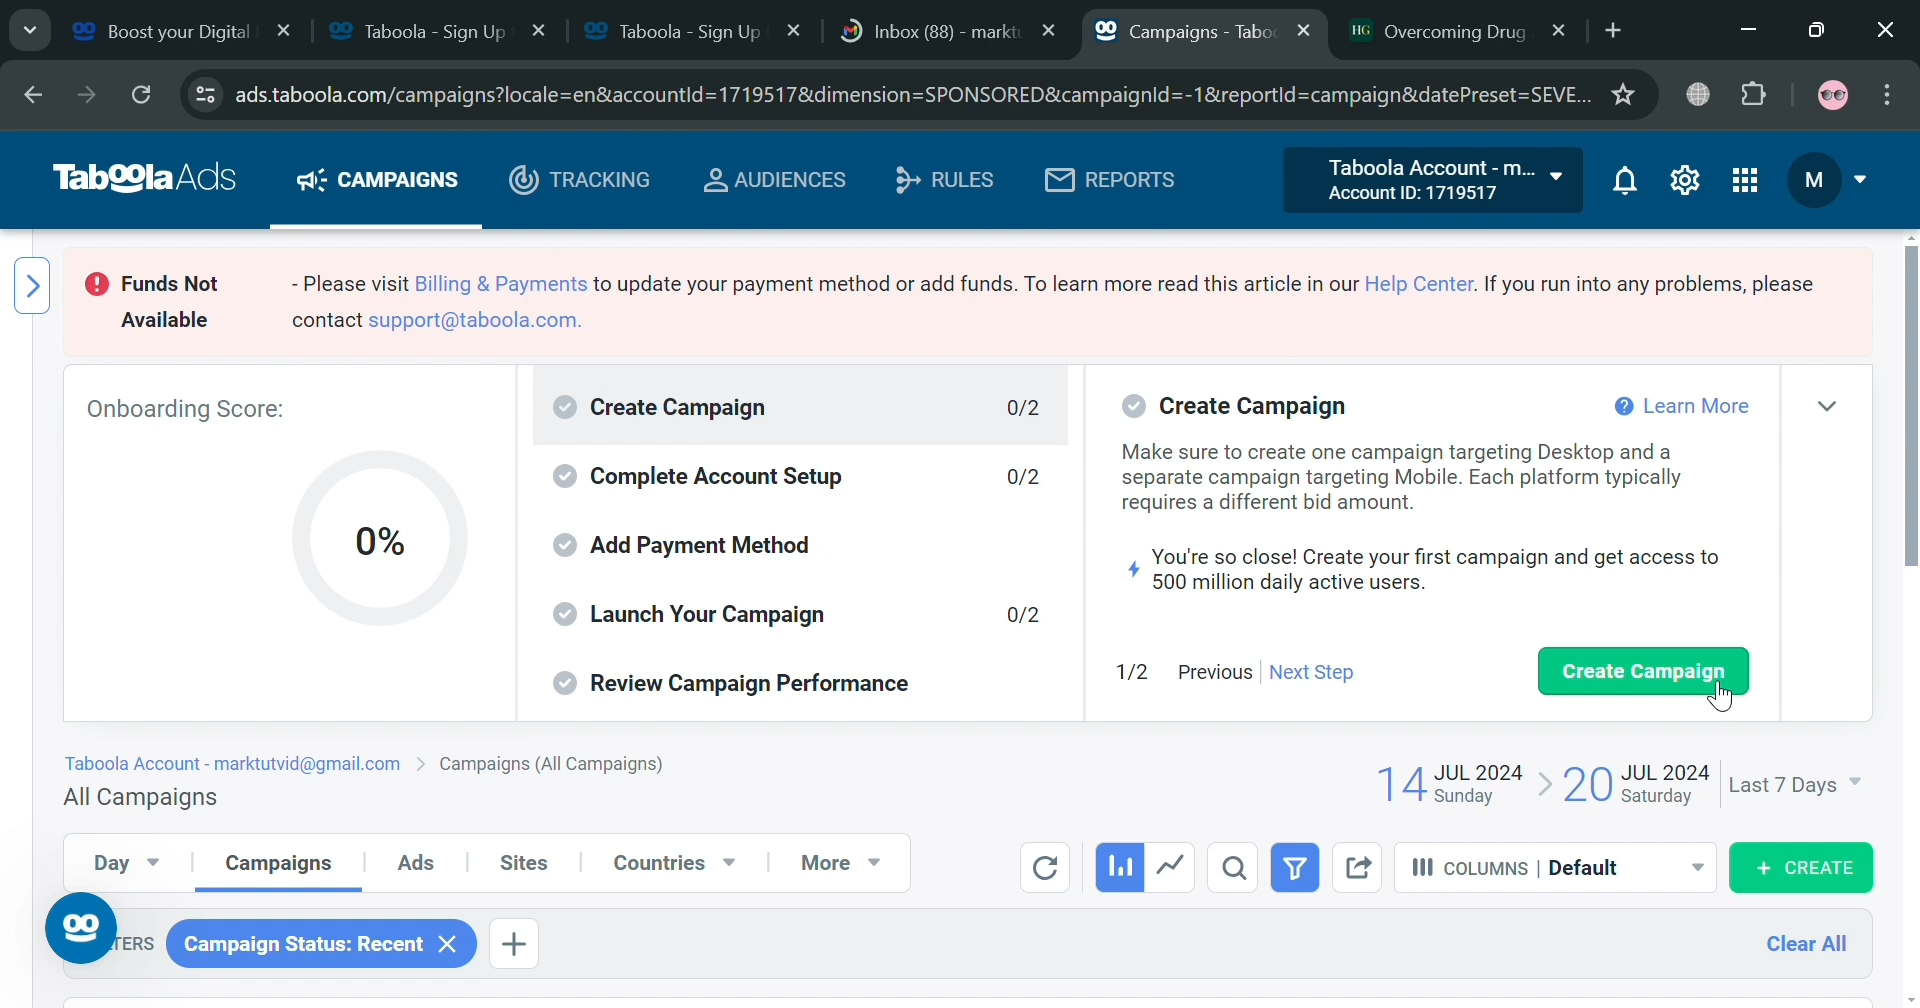 Boost your Digital
Taboola - Sign Up
Taboola - Sign Up
Inbox (88) - markt
Campaigns - Taboo
HG Overcoming Drug
ads.taboola.com/campaigns?locale=en&accountId=1719517&dimension=SPONSORED&campaignId=-1&reportId=campaign&datePreset=SEVE...
Taboola Ads
CAMPAIGNS
TRACKING
AUDIENCES
RULES
REPORTS
Taboola Account - m...
Account ID: 1719517
M
Funds Not
Available
- Please visit Billing & Payments to update your payment method or add funds. To learn more read this article in our Help Center. If you run into any problems, please
contact support@taboola.com.
Onboarding Score:
0%
Create Campaign 0/2
Complete Account Setup 0/2
Add Payment Method
Launch Your Campaign 0/2
Review Campaign Performance
Create Campaign
? Learn More
Make sure to create one campaign targeting Desktop and a
separate campaign targeting Mobile. Each platform typically
requires a different bid amount.
You're so close! Create your first campaign and get access to
500 million daily active users.
1/2 Previous Next Step
Create Campaign
Taboola Account - marktutvid@gmail.com > Campaigns (All Campaigns)
All Campaigns
14 JUL 2024 Sunday > 20 JUL 2024 Saturday Last 7 Days
Day
Campaigns
Ads
Sites
Countries
More
COLUMNS | Default
+ CREATE
TERS
Campaign Status: Recent
Clear All